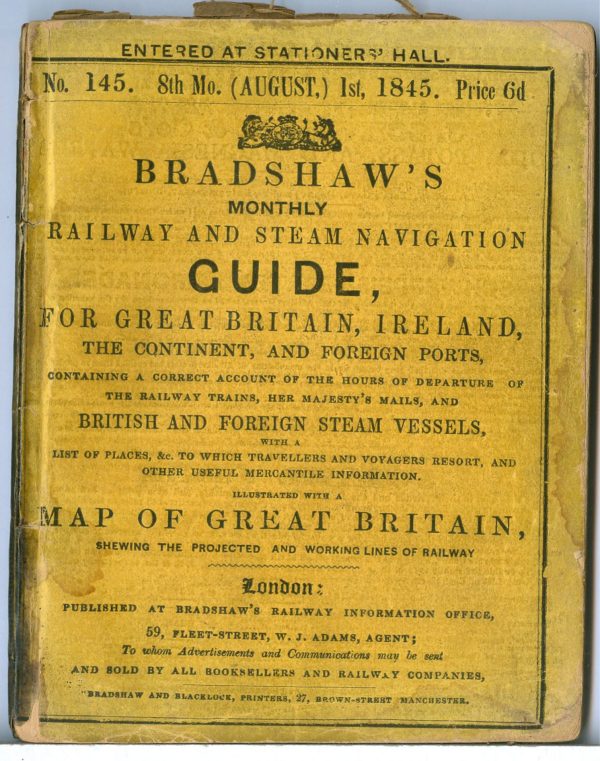 ENTERED AT STATIONERS' HALL.
No. 145. 8th Mo. (AUGUST,) 1st, 1845. Price 6d
BRADSHAW'S
MONTHLY
RAILWAY AND STEAM NAVIGATION
GUIDE,
FOR GREAT BRITAIN, IRELAND,
THE CONTINENT, AND FOREIGN PORTS,
CONTAINING A CORRECT ACCOUNT OF THE HOURS OF DEPARTURE OF
THE RAILWAY TRAINS, HER MAJESTY'S MAILS, AND
BRITISH AND FOREIGN STEAM VESSELS,
WITH A
LIST OF PLACES, &c. TO WHICH TRAVELLERS AND VOYAGERS RESORT, AND
OTHER USEFUL MERCANTILE INFORMATION.
ILLUSTRATED WITH A
MAP OF GREAT BRITAIN,
SHEWING THE PROJECTED AND WORKING LINES OF RAILWAY
London:
PUBLISHED AT BRADSHAW'S RAILWAY INFORMATION OFFICE,
59, FLEET-STREET, W. J. ADAMS, AGENT;
To whom Advertisements and Communications may be sent
AND SOLD BY ALL BOOKSELLERS AND RAILWAY COMPANIES,
BRADSHAW AND BLACKLOCK, PRINTERS, 27, BROWN-STREET MANCHESTER.